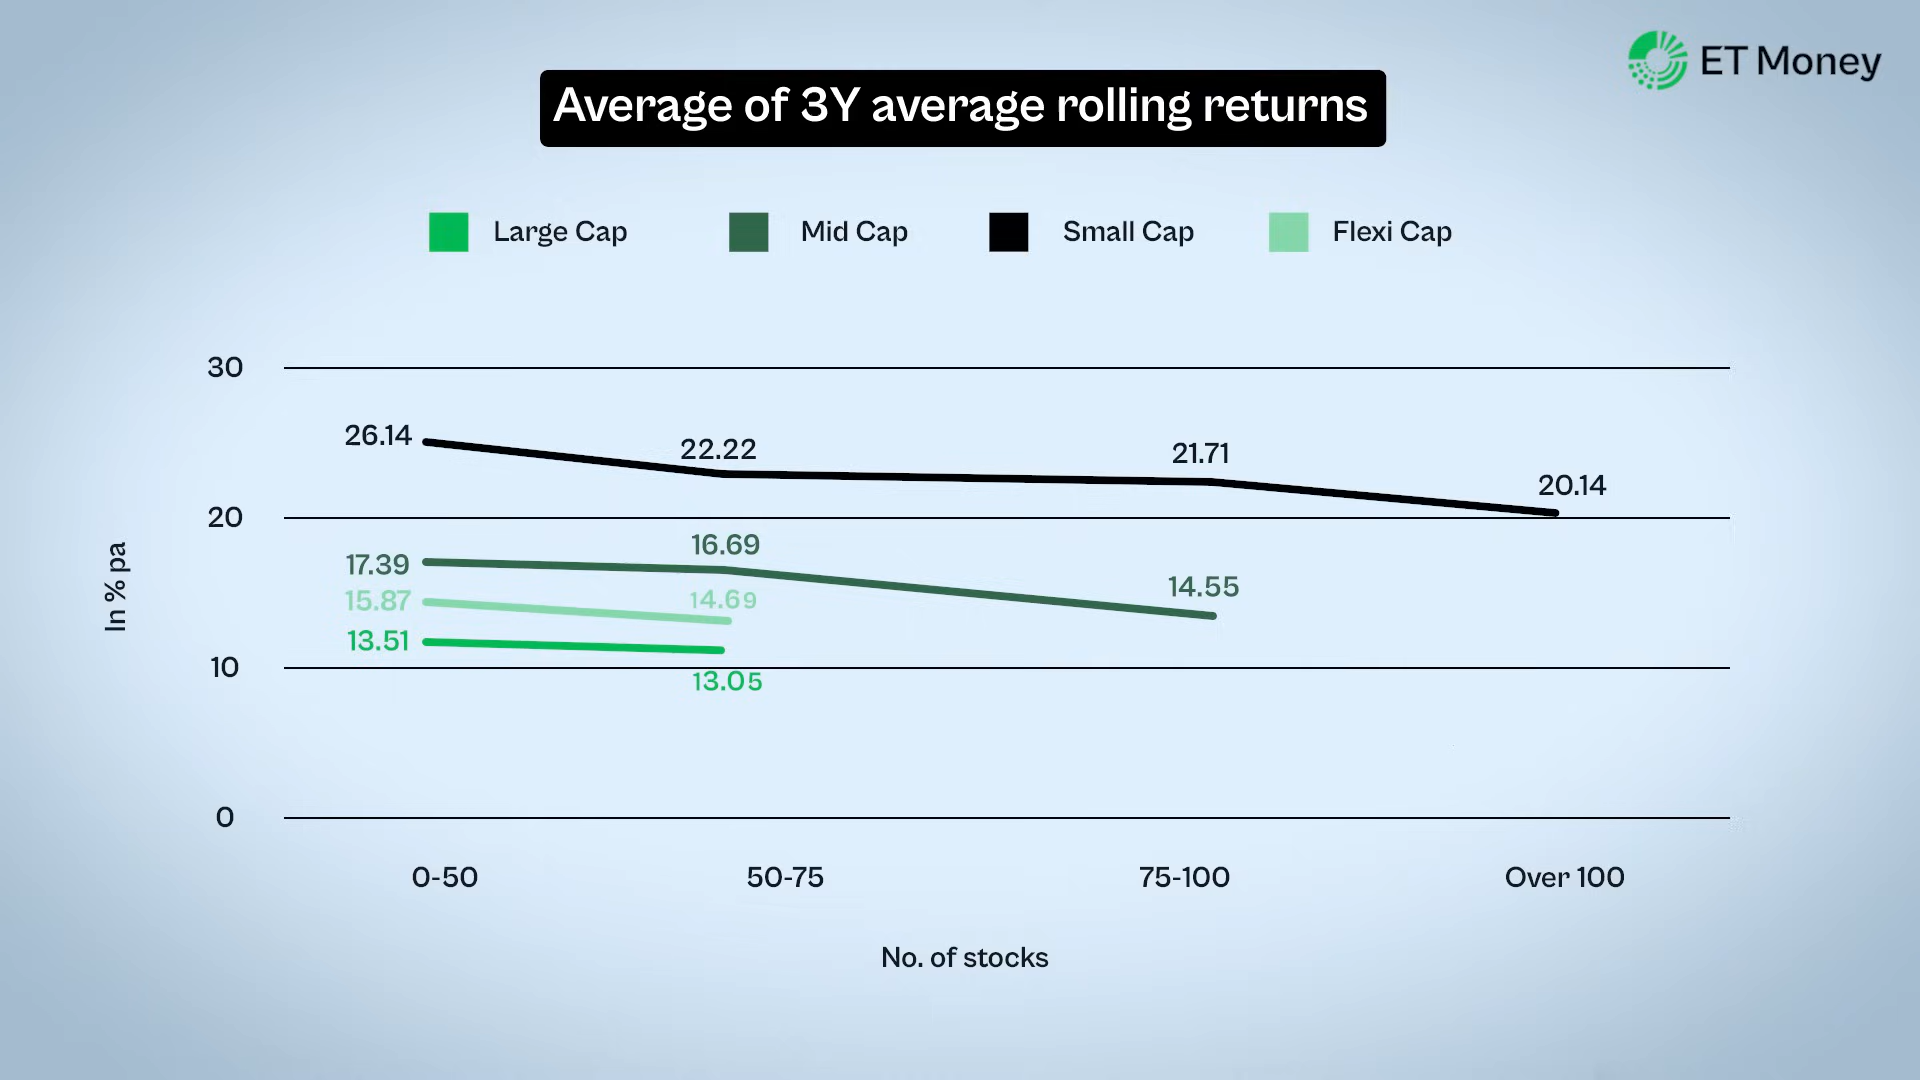 ET Money
Average of 3Y average rolling returns
Large Cap
Mid Cap
Small Cap
Flexi Cap
30
26.14
22.22
21.71
20.14
20
16.69
17.39
14.55
15.87
14.69
13.51
10
13.05
In % pa
0
0-50
50-75
75-100
Over 100
No. of stocks